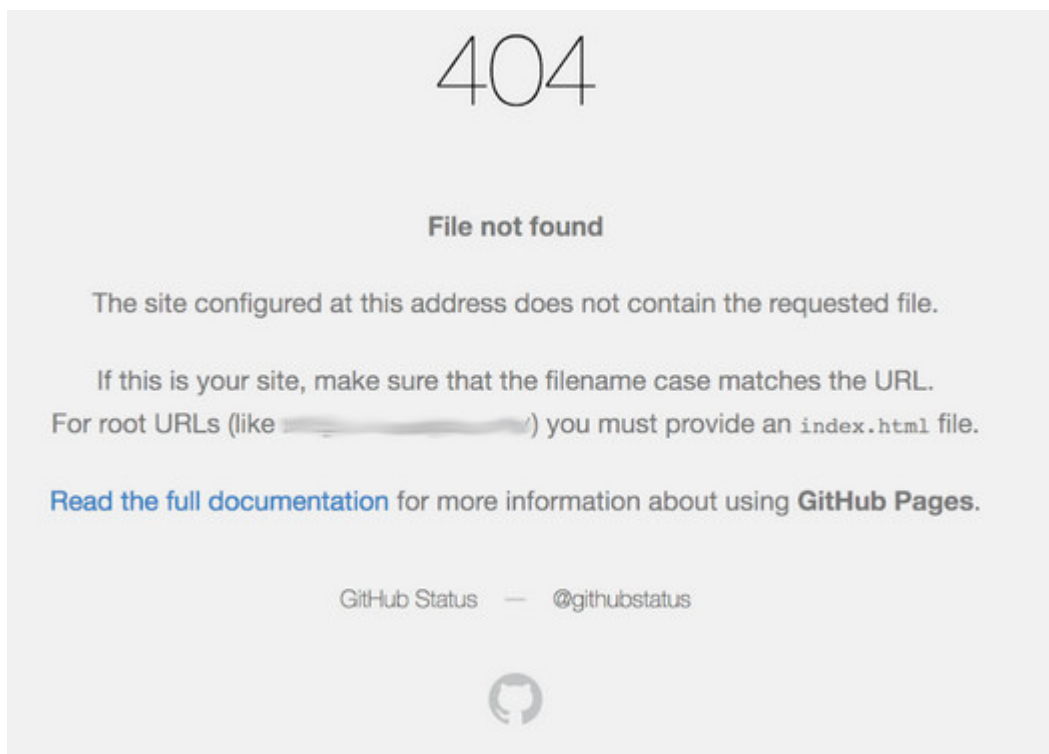 404
File not found
The site configured at this address does not contain the requested file.
If this is your site, make sure that the filename case matches the URL.
For root URLs (like /) you must provide an index.html file.
Read the full documentation for more information about using GitHub Pages.
GitHub Status — @githubstatus